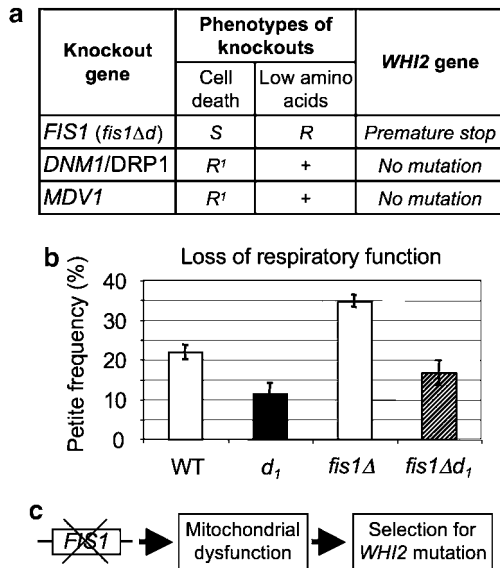 a
Knockout gene | Phenotypes of knockouts | WHI2 gene
Cell death | Low amino acids
FIS1 (fis1Δd) | S | R | Premature stop
DNM1/DRP1 | R¹ | + | No mutation
MDV1 | R¹ | + | No mutation
b
Loss of respiratory function
Petite frequency (%)
40
30
20
10
0
WT d₁ fis1Δ fis1Δd₁
c
FIS1
Mitochondrial dysfunction
Selection for WHI2 mutation